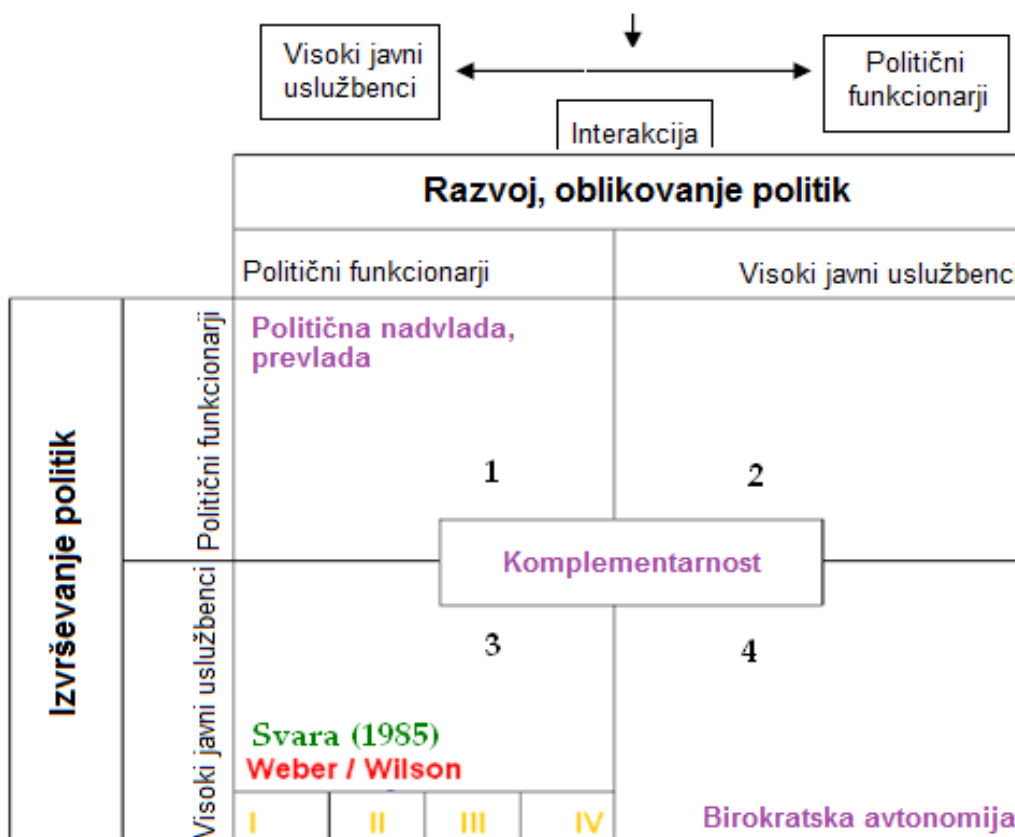 Visoki javni
uslužbenci
Politični
funkcionarji
Interakcija
Razvoj, oblikovanje politik
Politični funkcionarji
Visoki javni uslužbenci
Izvrševanje politik
Politični funkcionarji
Politična nadvlada,
prevlada
1
2
Komplementarnost
Visoki javni uslužbenci
3
4
Svara (1985)
Weber / Wilson
I
II
III
IV
Birokratska avtonomija